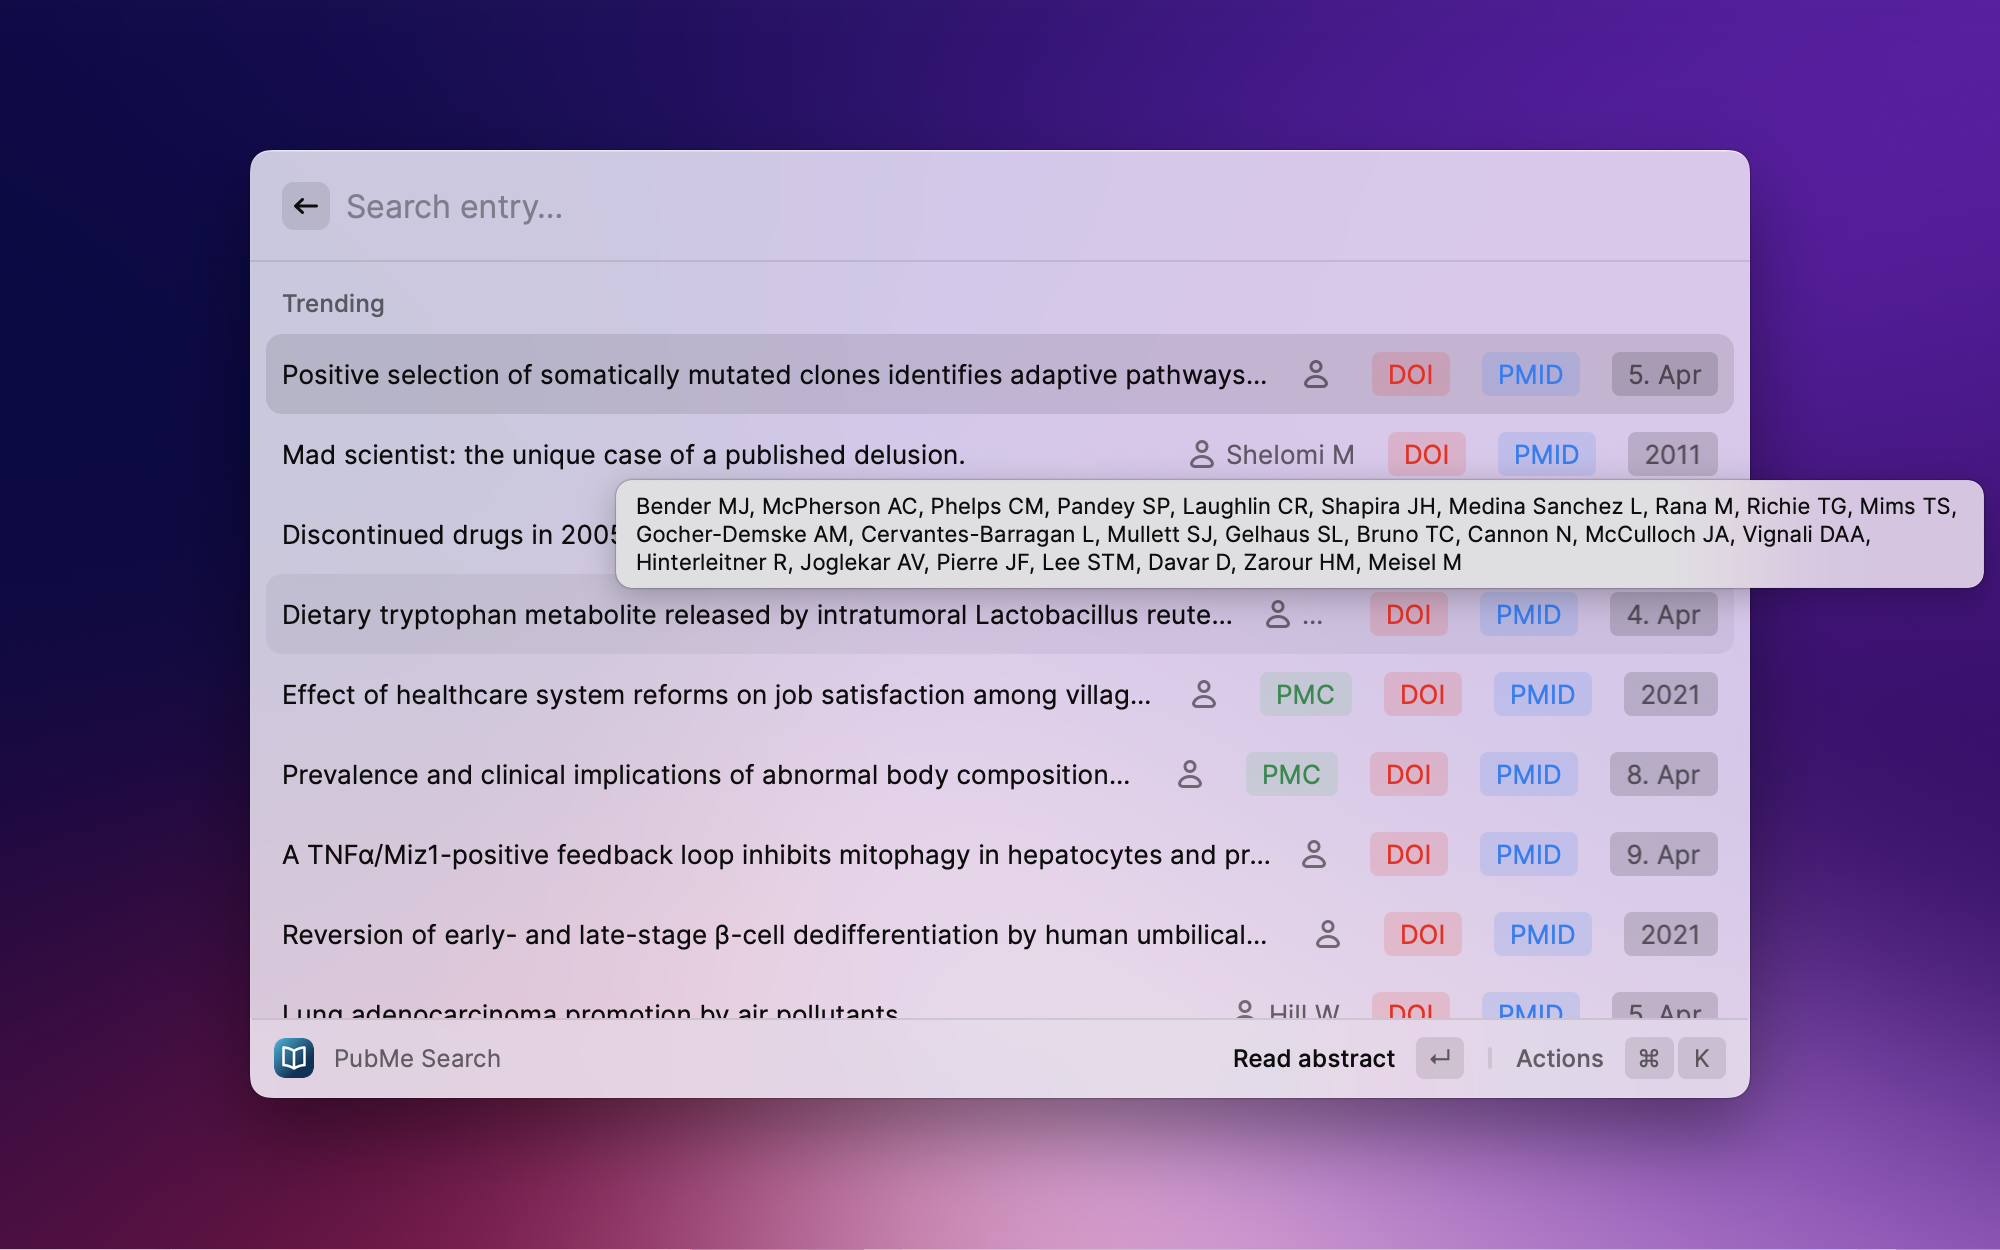 Search entry...
Trending
Positive selection of somatically mutated clones identifies adaptive pathways... DOI PMID 5. Apr
Mad scientist: the unique case of a published delusion. Shelomi M DOI PMID 2011
Bender MJ, McPherson AC, Phelps CM, Pandey SP, Laughlin CR, Shapira JH, Medina Sanchez L, Rana M, Richie TG, Mims TS,
Gocher-Demske AM, Cervantes-Barragan L, Mullett SJ, Gelhaus SL, Bruno TC, Cannon N, McCulloch JA, Vignali DAA,
Hinterleitner R, Joglekar AV, Pierre JF, Lee STM, Davar D, Zarour HM, Meisel M
Discontinued drugs in 2005
Dietary tryptophan metabolite released by intratumoral Lactobacillus reute... ... DOI PMID 4. Apr
Effect of healthcare system reforms on job satisfaction among villag... PMC DOI PMID 2021
Prevalence and clinical implications of abnormal body composition... PMC DOI PMID 8. Apr
A TNFα/Miz1-positive feedback loop inhibits mitophagy in hepatocytes and pr... DOI PMID 9. Apr
Reversion of early- and late-stage β-cell dedifferentiation by human umbilical... DOI PMID 2021
Lung adenocarcinoma promotion by air pollutants Hill W DOI PMID 5. Apr
PubMe Search Read abstract ↵ Actions ⌘ K